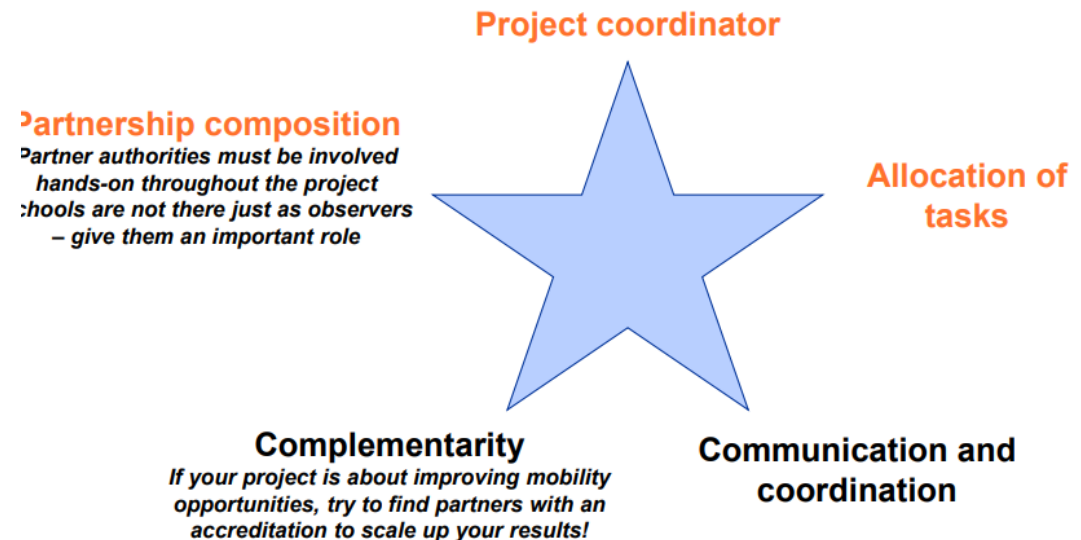 Project coordinator
Partnership composition
Partner authorities must be involved
hands-on throughout the project
chools are not there just as observers
– give them an important role
Allocation of
tasks
Complementarity
If your project is about improving mobility
opportunities, try to find partners with an
accreditation to scale up your results!
Communication and
coordination